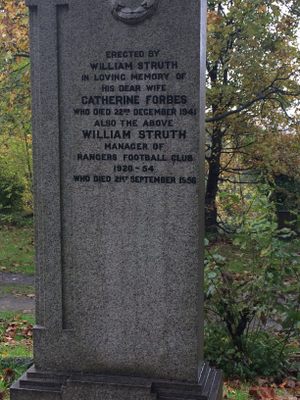 ERECTED BY
WILLIAM STRUTH
IN LOVING MEMORY OF
HIS DEAR WIFE
CATHERINE FORBES
WHO DIED 22ND DECEMBER 1941
ALSO THE ABOVE
WILLIAM STRUTH
MANAGER OF
RANGERS FOOTBALL CLUB
1920-54
WHO DIED 21ST SEPTEMBER 1956